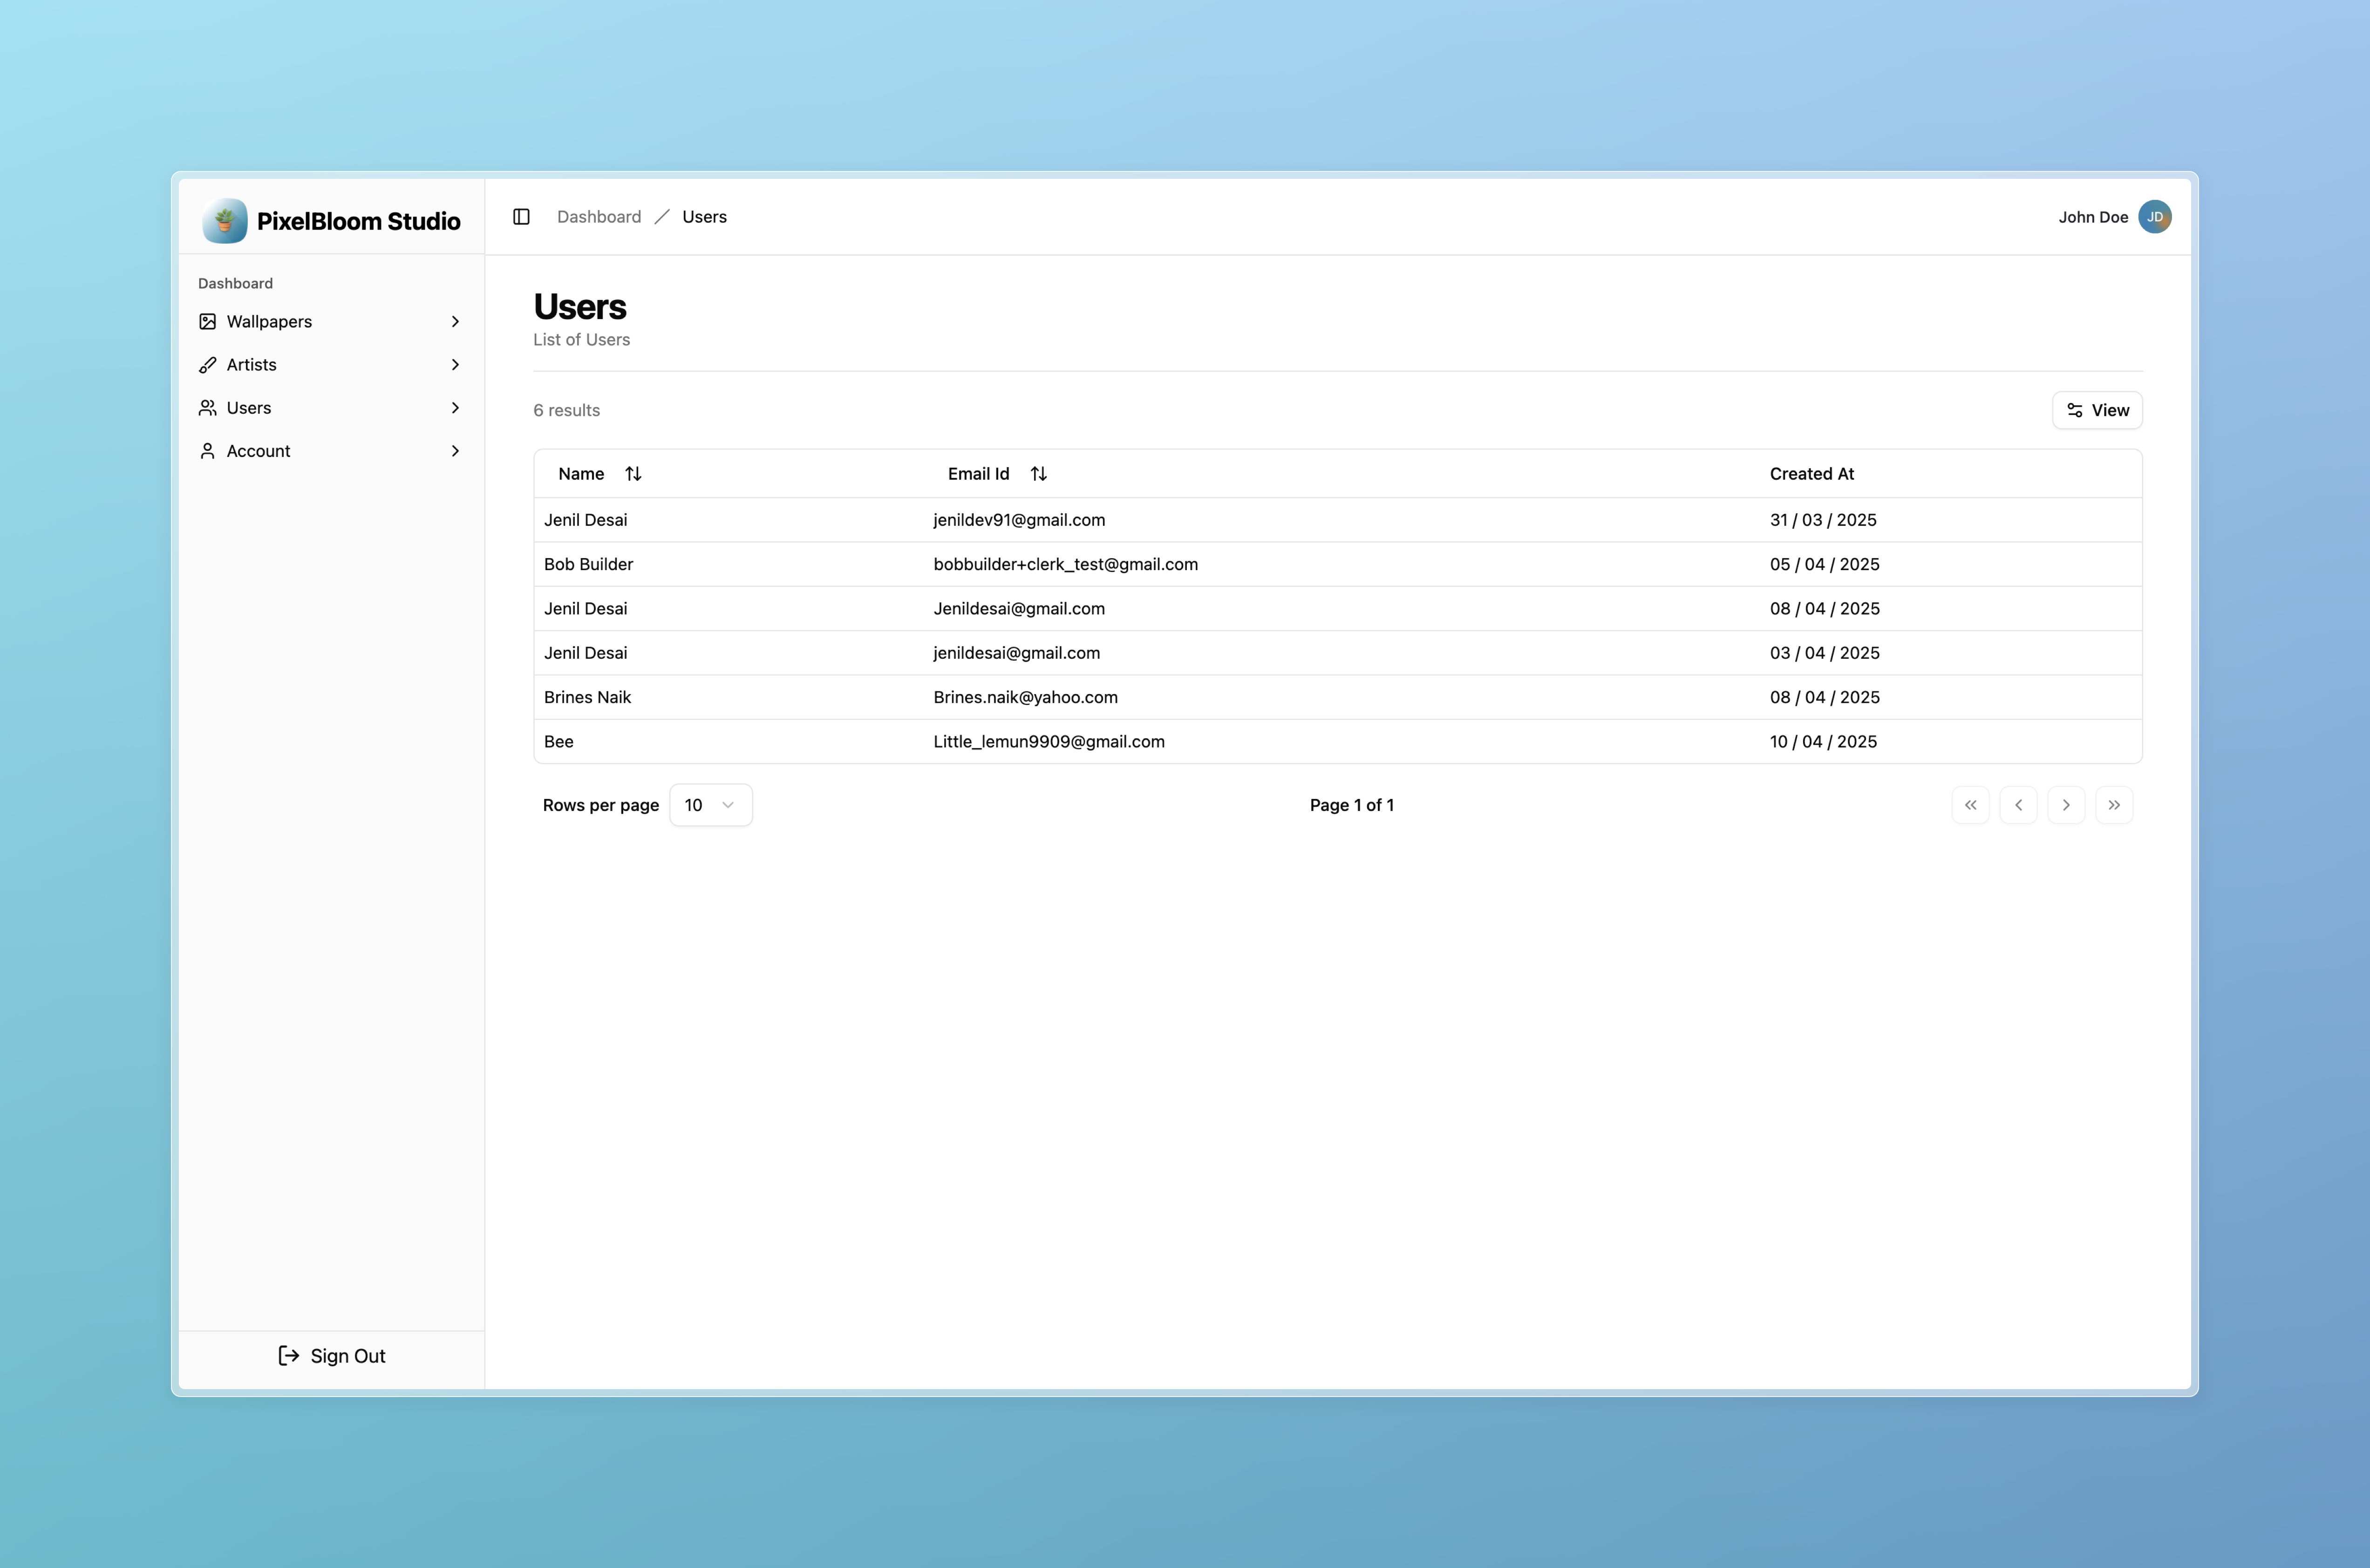 PixelBloom Studio
Dashboard
Wallpapers
Artists
Users
Account
Sign Out
Dashboard / Users
John Doe JD
Users
List of Users
6 results
View
Name Email Id Created At
Jenil Desai jenildev91@gmail.com 31 / 03 / 2025
Bob Builder bobbuilder+clerk_test@gmail.com 05 / 04 / 2025
Jenil Desai Jenildesai@gmail.com 08 / 04 / 2025
Jenil Desai jenildesai@gmail.com 03 / 04 / 2025
Brines Naik Brines.naik@yahoo.com 08 / 04 / 2025
Bee Little_lemun9909@gmail.com 10 / 04 / 2025
Rows per page 10 Page 1 of 1